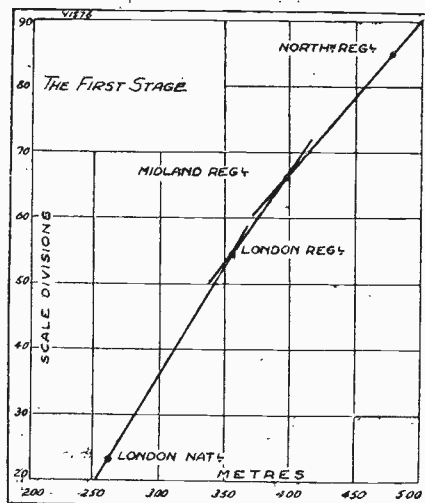 90
V1876
NORTHN REGL
80
THE FIRST STAGE
70
MIDLAND REGL
60
SCALE DIVISIONS
LONDON REGL
50
40
30
LONDON NATL
20
METRES
200
250
300
350
400
450
500